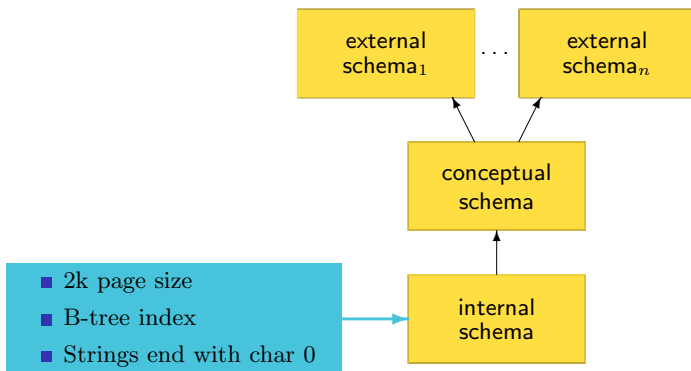 external
schema₁
...
external
schemaₙ
conceptual
schema
2k page size
B-tree index
Strings end with char 0
internal
schema